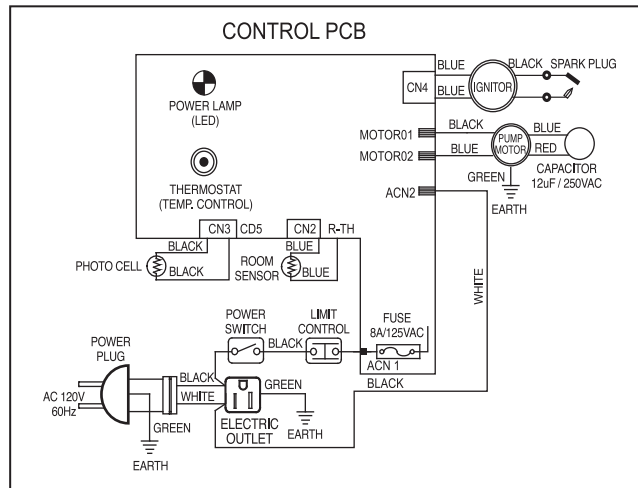 CONTROL PCB
POWER LAMP
(LED)
THERMOSTAT
(TEMP. CONTROL)
CN4
BLUE
BLUE
IGNITOR
BLACK
SPARK PLUG
MOTOR01
BLACK
MOTOR02
BLUE
PUMP
MOTOR
BLUE
RED
CAPACITOR
12uF / 250VAC
GREEN
EARTH
ACN2
WHITE
CN3
CD5
CN2
R-TH
BLACK
PHOTO CELL
BLACK
BLUE
ROOM
SENSOR
BLUE
POWER
SWITCH
BLACK
LIMIT
CONTROL
FUSE
8A/125VAC
ACN 1
BLACK
POWER
PLUG
AC 120V
60Hz
BLACK
WHITE
GREEN
EARTH
GREEN
ELECTRIC
OUTLET
EARTH